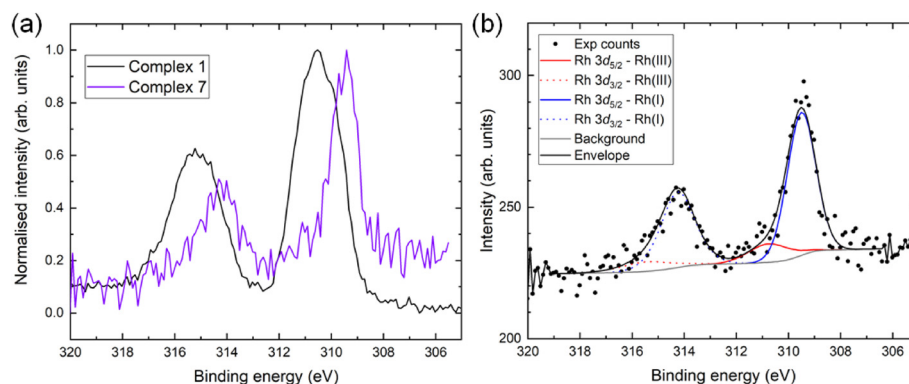 (a)
Normalised intensity (arb. units)
1.0
0.8
0.6
0.4
0.2
0.0
Complex 1
Complex 7
320 318 316 314 312 310 308 306
Binding energy (eV)
(b)
Intensity (arb. units)
300
250
200
Exp counts
Rh 3d5/2 - Rh(III)
Rh 3d3/2 - Rh(III)
Rh 3d5/2 - Rh(I)
Rh 3d3/2 - Rh(I)
Background
Envelope
320 318 316 314 312 310 308 306
Binding energy (eV)